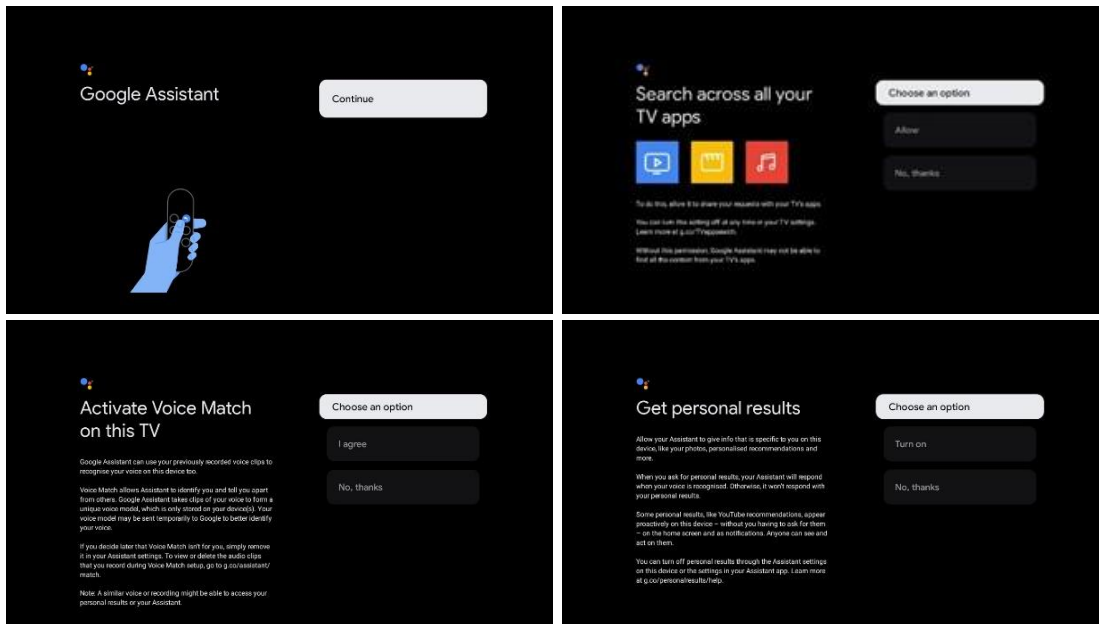 Google Assistant
Continue
Search across all your
TV apps
To do this, allow it to share your requests with your TV's apps.
You can turn this setting off at any time in your TV settings.
Learn more at g.co/TVappsearch.
Without this permission, Google Assistant may not be able to
find all the content from your TV's apps.
Choose an option
Allow
No, thanks
Activate Voice Match
on this TV
Google Assistant can use your previously recorded voice clips to
recognise your voice on this device too.
Voice Match allows Assistant to identify you and tell you apart
from others. Google Assistant takes clips of your voice to form a
unique voice model, which is only stored on your device(s). Your
voice model may be sent temporarily to Google to better identify
your voice.
If you decide later that Voice Match isn't for you, simply remove
it in your Assistant settings. To view or delete the audio clips
that you record during Voice Match setup, go to g.co/assistant/
match.
Note: A similar voice or recording might be able to access your
personal results or your Assistant.
Choose an option
I agree
No, thanks
Get personal results
Allow your Assistant to give info that is specific to you on this
device, like your photos, personalised recommendations and
more.
When you ask for personal results, your Assistant will respond
when your voice is recognised. Otherwise, it won't respond with
your personal results.
Some personal results, like YouTube recommendations, appear
proactively on this device – without you having to ask for them
– on the home screen and as notifications. Anyone can see and
act on them.
You can turn off personal results through the Assistant settings
on this device or the settings in your Assistant app. Learn more
at g.co/personalresults/help.
Choose an option
Turn on
No, thanks